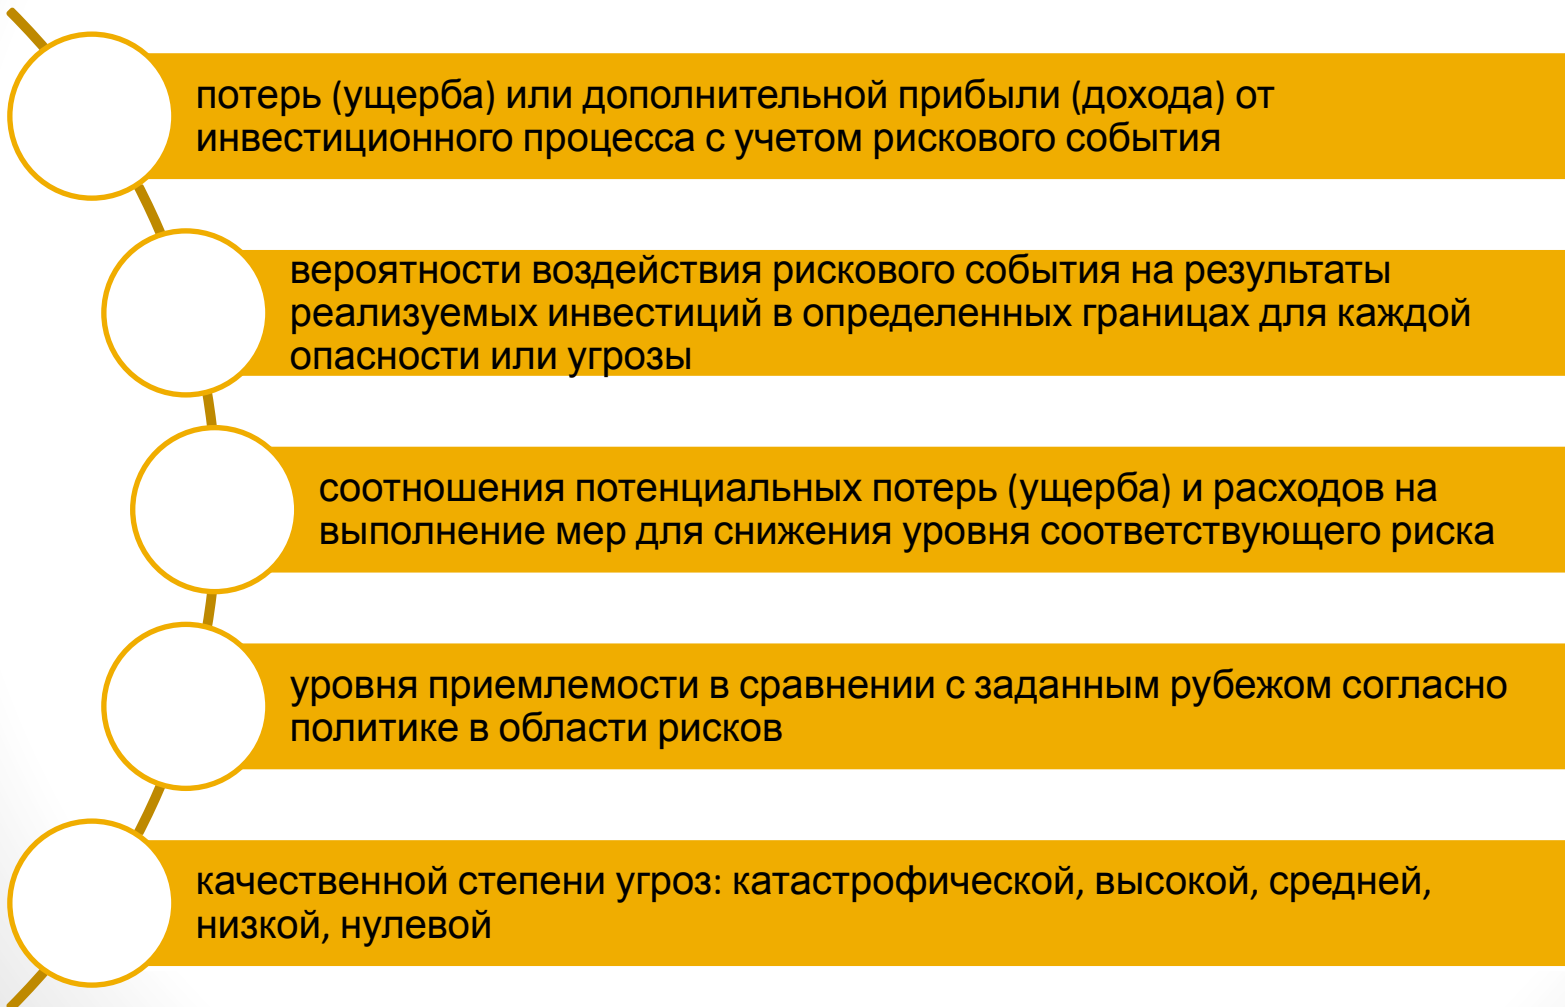 потерь (ущерба) или дополнительной прибыли (дохода) от
инвестиционного процесса с учетом рискового события
вероятности воздействия рискового события на результаты
реализуемых инвестиций в определенных границах для каждой
опасности или угрозы
соотношения потенциальных потерь (ущерба) и расходов на
выполнение мер для снижения уровня соответствующего риска
уровня приемлемости в сравнении с заданным рубежом согласно
политике в области рисков
качественной степени угроз: катастрофической, высокой, средней,
низкой, нулевой